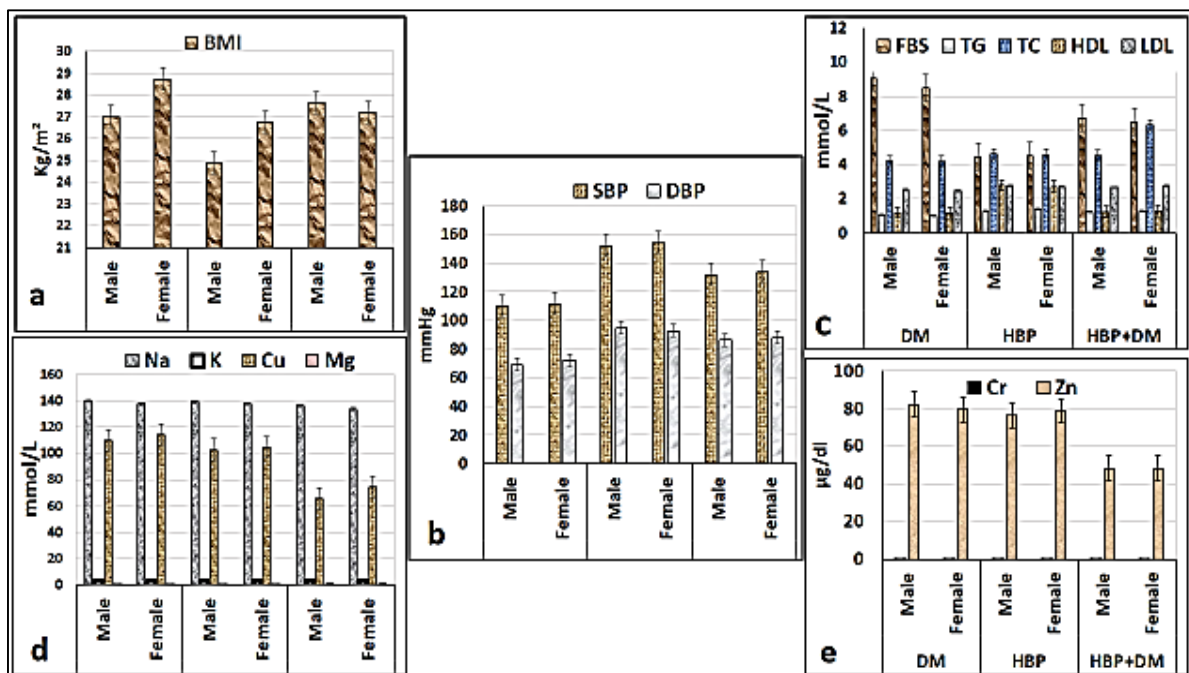 BMI
30
29
28
27
26
25
24
23
22
21
Kg/m²
Male
Female
Male
Female
Male
Female
a
Na K Cu Mg
160
140
120
100
80
60
40
20
0
mmol/L
Male
Female
Male
Female
Male
Female
d
SBP DBP
180
160
140
120
100
80
60
40
20
0
mmHg
Male
Female
Male
Female
Male
Female
b
FBS TG TC HDL LDL
12
10
8
6
4
2
0
mmol/L
Male
Female
Male
Female
Male
Female
DM HBP HBP+DM
c
Cr Zn
100
80
60
40
20
0
µg/dl
Male
Female
Male
Female
Male
Female
DM HBP HBP+DM
e